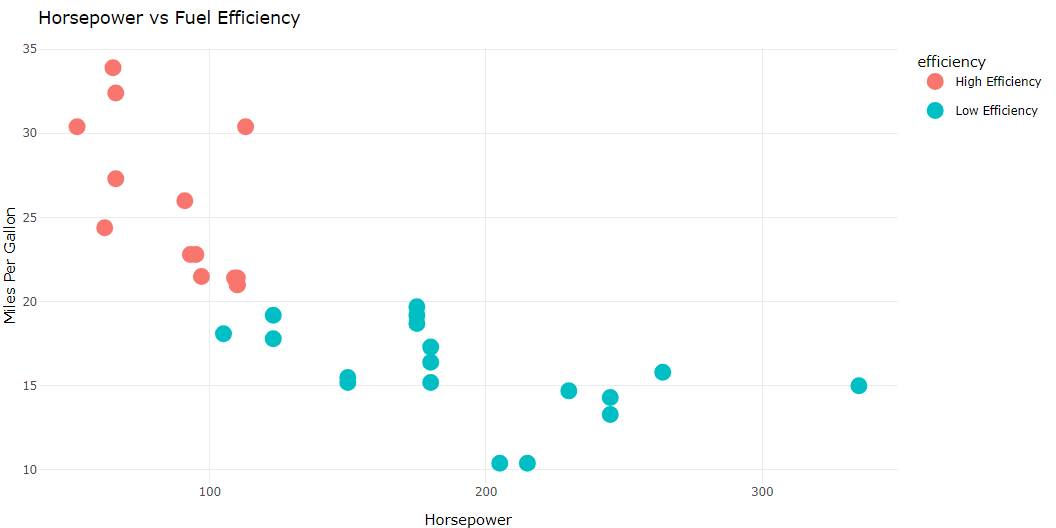 Horsepower vs Fuel Efficiency
35
30
25
20
15
10
Miles Per Gallon
100
200
300
Horsepower
efficiency
High Efficiency
Low Efficiency